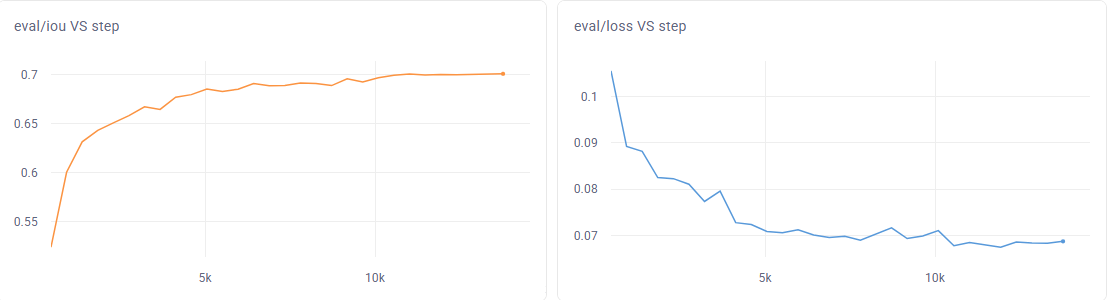 eval/iou VS step
0.7
0.65
0.6
0.55
5k 10k
eval/loss VS step
0.1
0.09
0.08
0.07
5k 10k